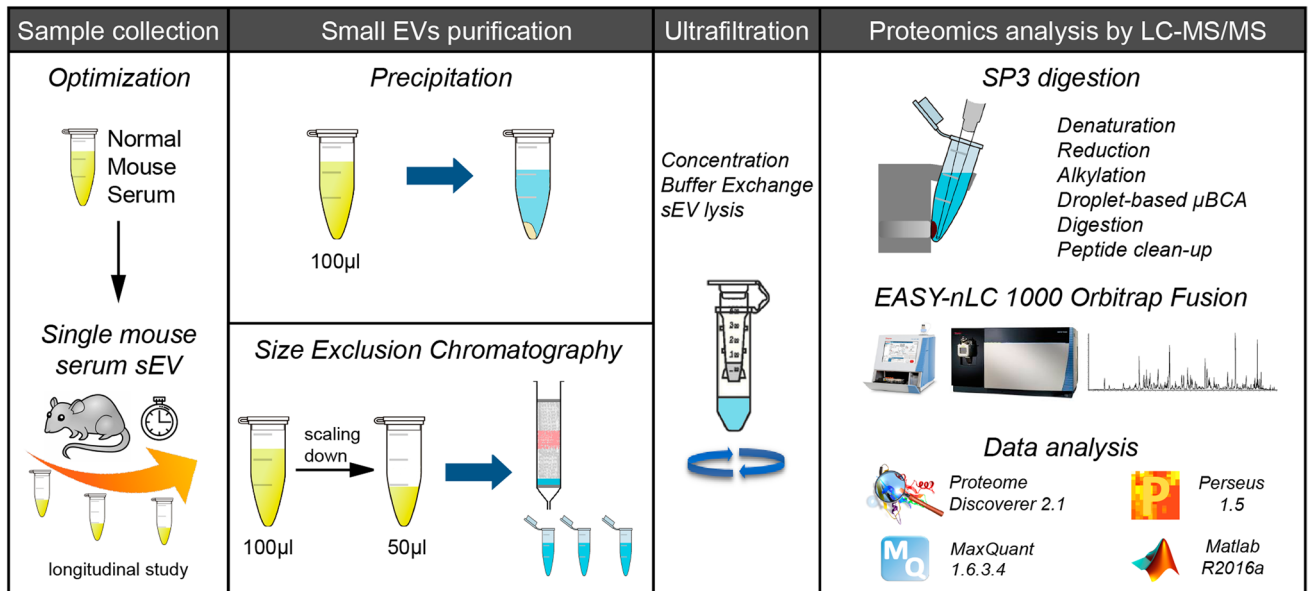 Sample collection
Optimization
Normal
Mouse
Serum
Single mouse
serum sEV
longitudinal study
Small EVs purification
Precipitation
100µl
Size Exclusion Chromatography
scaling
down
100µl
50µl
Ultrafiltration
Concentration
Buffer Exchange
sEV lysis
Proteomics analysis by LC-MS/MS
SP3 digestion
Denaturation
Reduction
Alkylation
Droplet-based µBCA
Digestion
Peptide clean-up
EASY-nLC 1000 Orbitrap Fusion
Data analysis
Proteome
Discoverer 2.1
P
Perseus
1.5
M
Q
MaxQuant
1.6.3.4
Matlab
R2016a